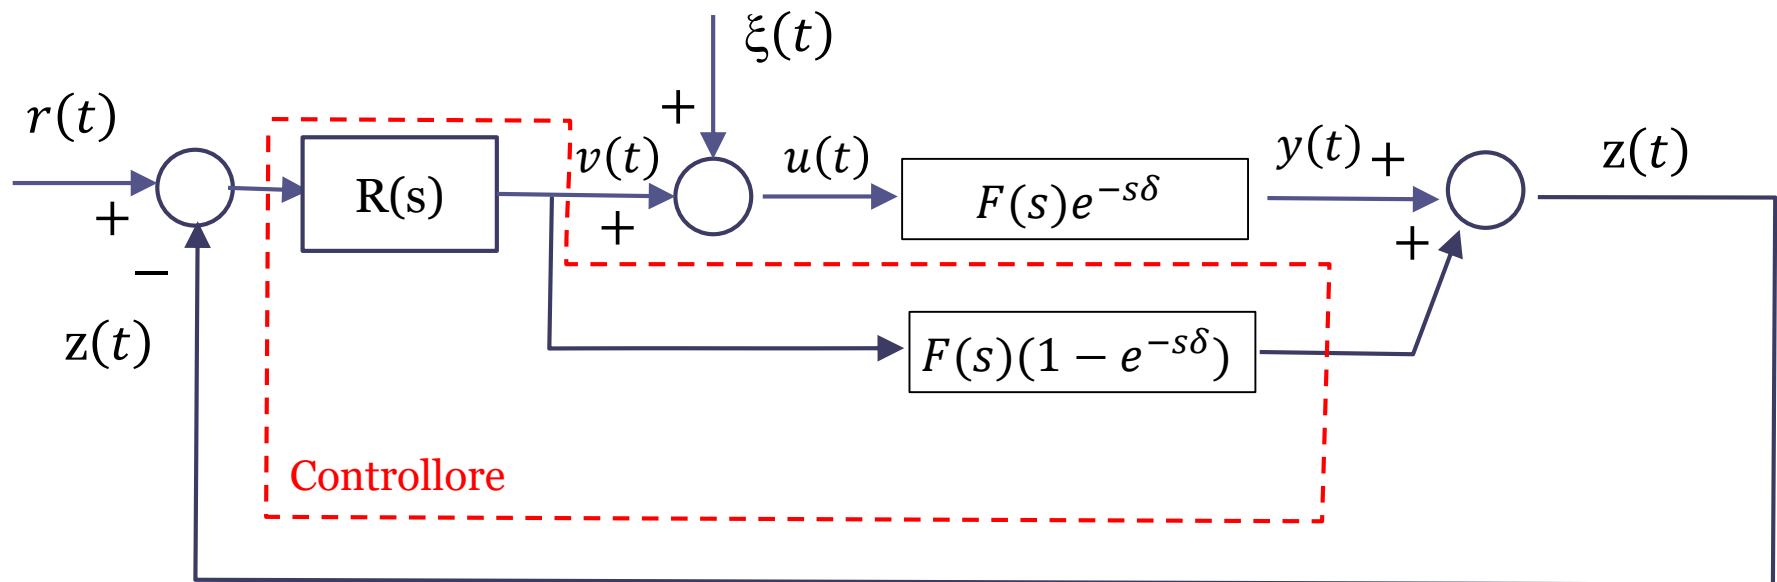 ξ(t)
r(t)
+
R(s)
v(t)
u(t)
y(t)
+
z(t)
F(s)e^{-sδ}
+
+
+
−
z(t)
F(s)(1 − e^{-sδ})
Controllore